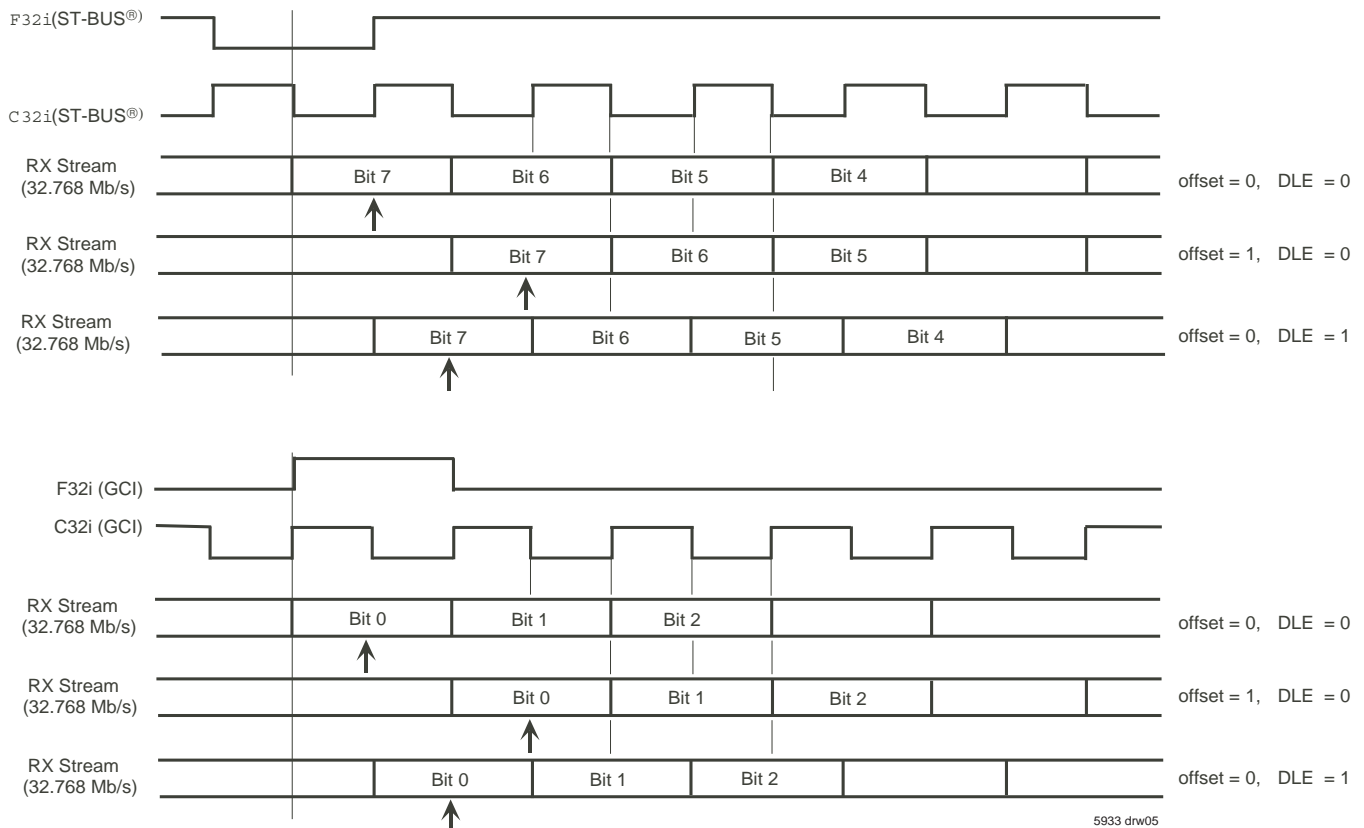 F32i(ST-BUS®)
C32i(ST-BUS®)
RX Stream
(32.768 Mb/s)
Bit 7 Bit 6 Bit 5 Bit 4
offset = 0, DLE = 0
RX Stream
(32.768 Mb/s)
Bit 7 Bit 6 Bit 5
offset = 1, DLE = 0
RX Stream
(32.768 Mb/s)
Bit 7 Bit 6 Bit 5 Bit 4
offset = 0, DLE = 1
F32i (GCI)
C32i (GCI)
RX Stream
(32.768 Mb/s)
Bit 0 Bit 1 Bit 2
offset = 0, DLE = 0
RX Stream
(32.768 Mb/s)
Bit 0 Bit 1 Bit 2
offset = 1, DLE = 0
RX Stream
(32.768 Mb/s)
Bit 0 Bit 1 Bit 2
offset = 0, DLE = 1
5933 drw05